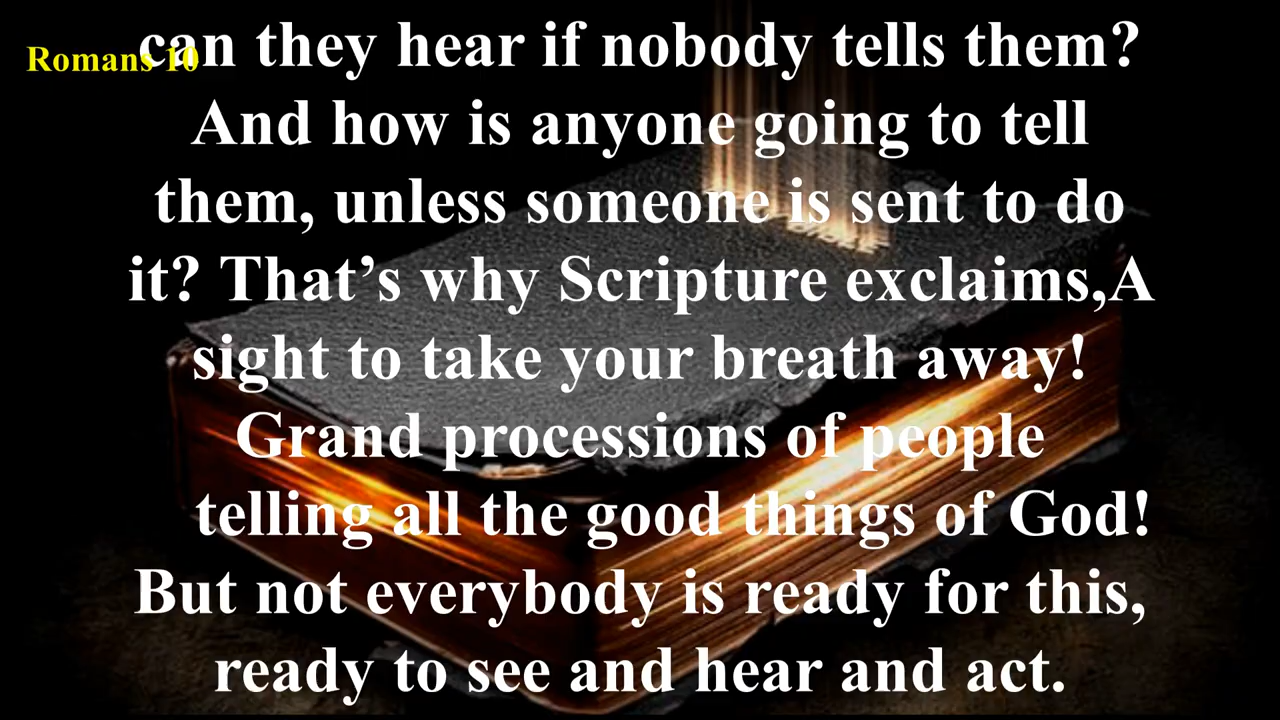 Romans 10
can they hear if nobody tells them?
And how is anyone going to tell
them, unless someone is sent to do
it? That’s why Scripture exclaims,A
sight to take your breath away!
Grand processions of people
telling all the good things of God!
But not everybody is ready for this,
ready to see and hear and act.